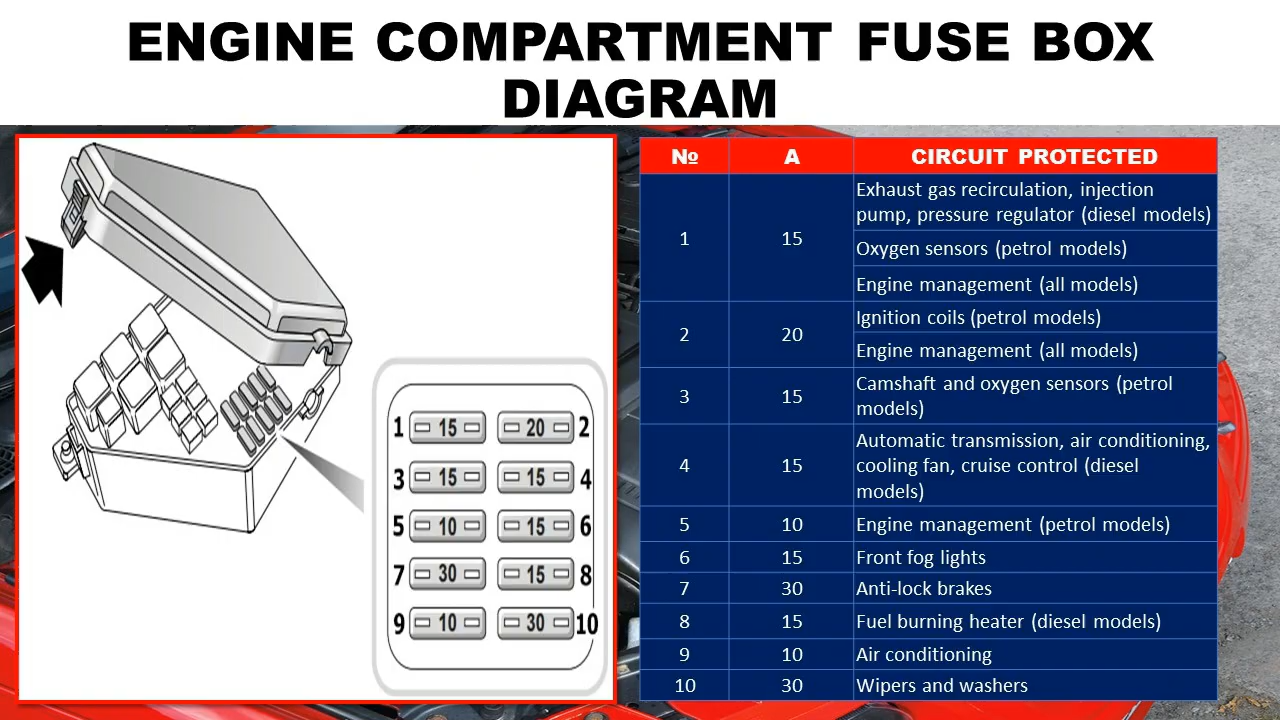 ENGINE COMPARTMENT FUSE BOX
DIAGRAM
1 15 20 2
3 15 15 4
5 10 15 6
7 30 15 8
9 10 30 10
№ A CIRCUIT PROTECTED
1 15 Exhaust gas recirculation, injection
pump, pressure regulator (diesel models)
Oxygen sensors (petrol models)
Engine management (all models)
2 20 Ignition coils (petrol models)
Engine management (all models)
3 15 Camshaft and oxygen sensors (petrol
models)
4 15 Automatic transmission, air conditioning,
cooling fan, cruise control (diesel
models)
5 10 Engine management (petrol models)
6 15 Front fog lights
7 30 Anti-lock brakes
8 15 Fuel burning heater (diesel models)
9 10 Air conditioning
10 30 Wipers and washers